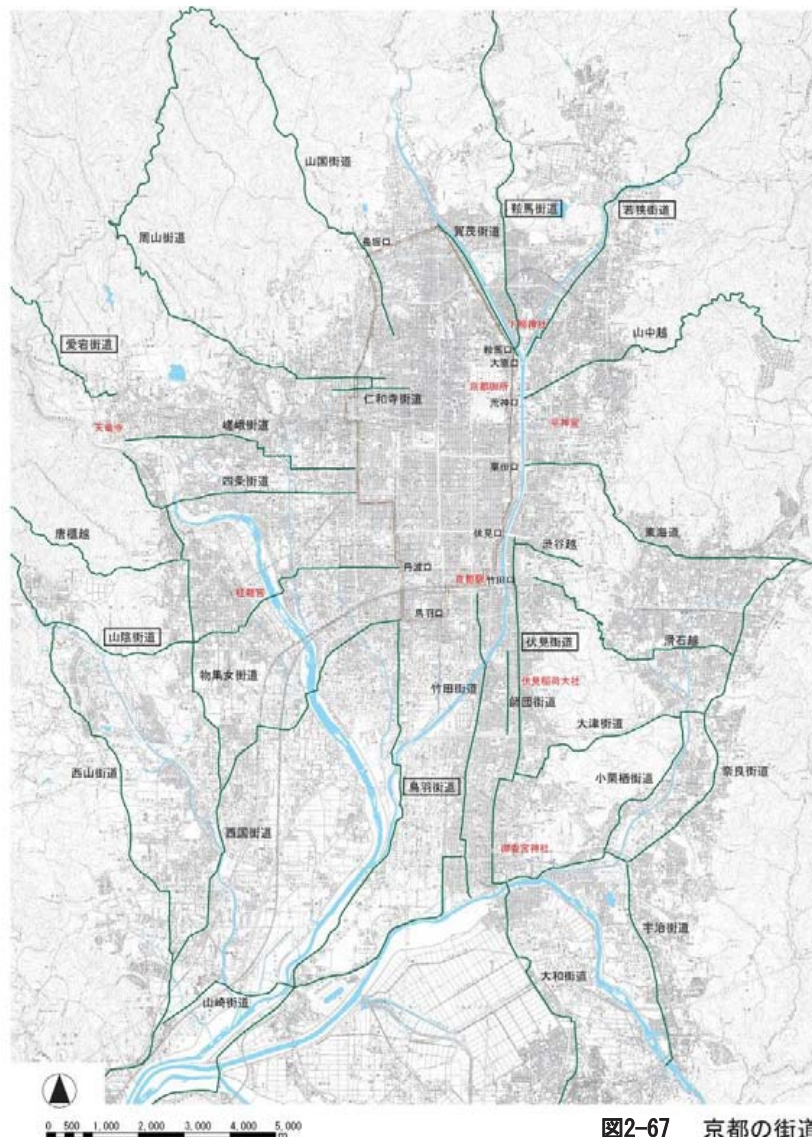 山国街道
鞍馬街道
若狭街道
周山街道
賀茂街道
長坂口
下鴨神社
山中越
愛宕街道
鞍馬口
大原口
京都御所
仁和寺街道
荒神口
天竜寺
嵯峨街道
平神宮
粟田口
四条街道
唐櫃越
伏見口
渋谷越
東海道
丹波口
京都駅
竹田口
桂離宮
鳥羽口
山陰街道
伏見街道
滑石越
物集女街道
伏見稲荷大社
竹田街道
師団街道
大津街道
西山街道
鳥羽街道
小栗栖街道
奈良街道
西国街道
御香宮神社
宇治街道
大和街道
山崎街道
0 500 1,000 2,000 3,000 4,000 5,000
m
図2-67 京都の街道